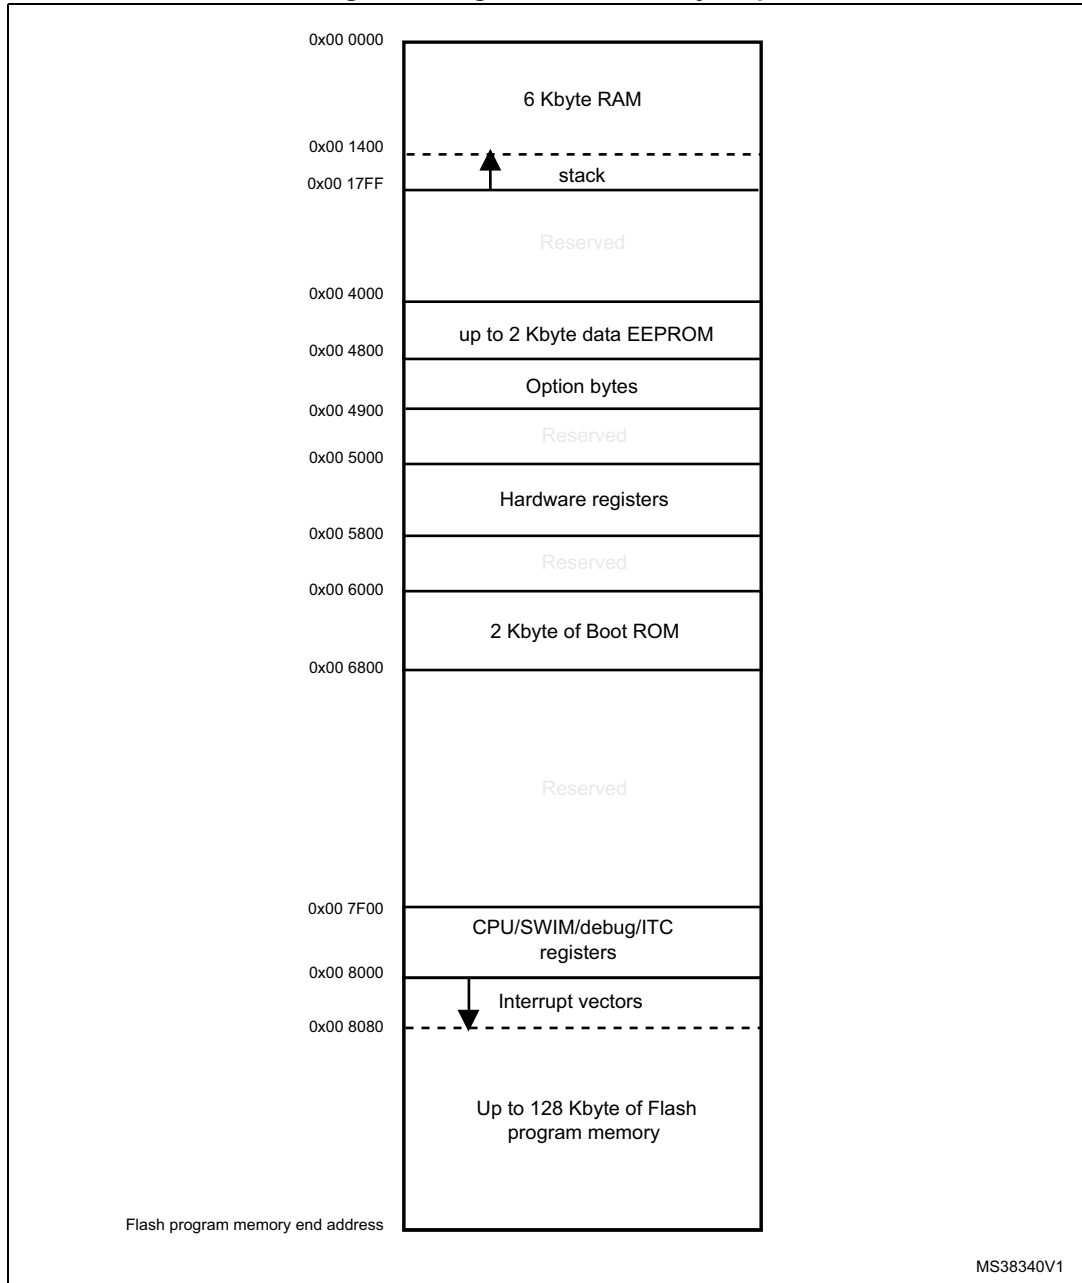 0x00 0000
6 Kbyte RAM
0x00 1400
stack
0x00 17FF
Reserved
0x00 4000
up to 2 Kbyte data EEPROM
0x00 4800
Option bytes
0x00 4900
Reserved
0x00 5000
Hardware registers
0x00 5800
Reserved
0x00 6000
2 Kbyte of Boot ROM
0x00 6800
Reserved
0x00 7F00
CPU/SWIM/debug/ITC
registers
0x00 8000
Interrupt vectors
0x00 8080
Up to 128 Kbyte of Flash
program memory
Flash program memory end address
MS38340V1